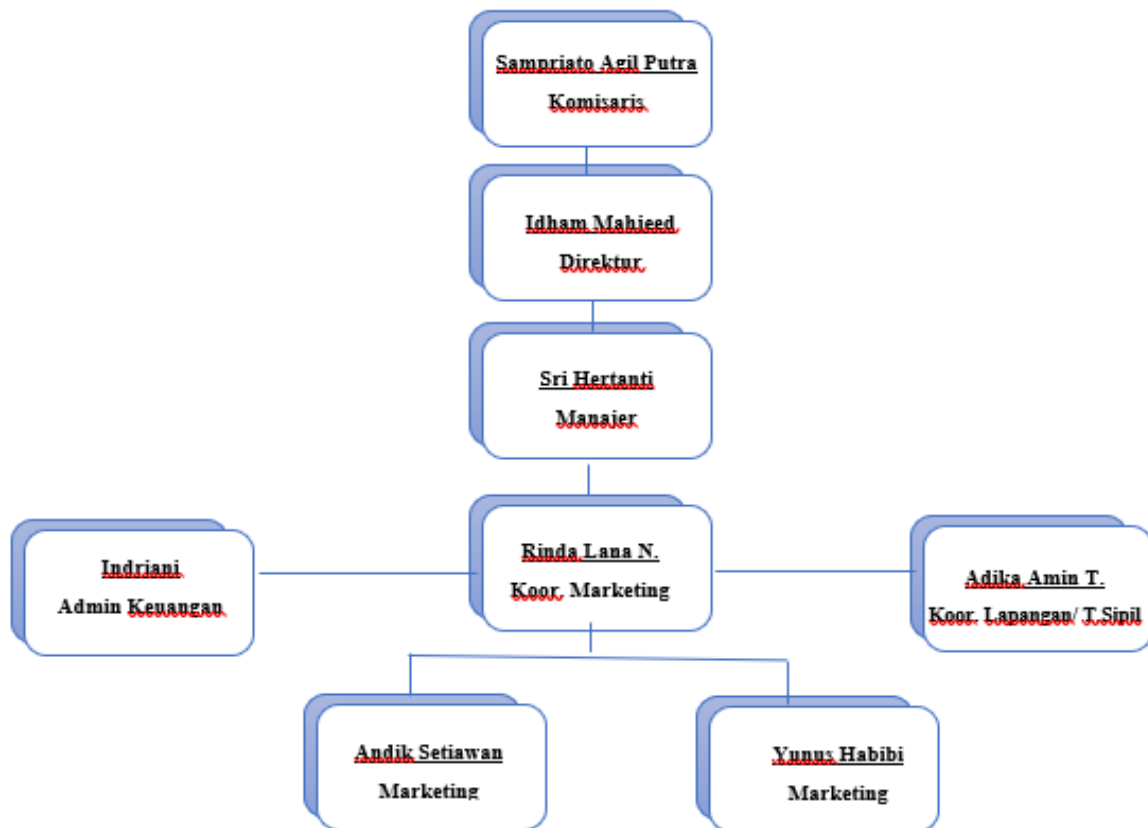 Sampriato Agil Putra
Komisaris
Idham Mahjeed
Direktur
Sri Hertanti
Manajer
Indriani
Admin Keuangan
Rinda Lana N.
Koor. Marketing
Adika Amin T.
Koor. Lapangan/ T.Sipil
Andik Setiawan
Marketing
Yunus Habibi
Marketing